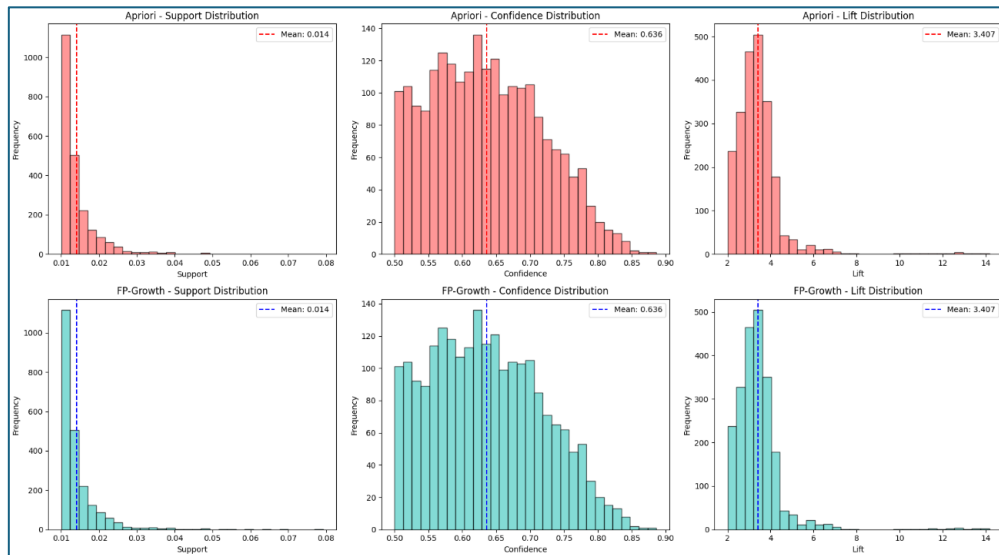 Apriori - Support Distribution
Mean: 0.014
Frequency
1000
800
600
400
200
0
0.01 0.02 0.03 0.04 0.05 0.06 0.07 0.08
Support
Apriori - Confidence Distribution
Mean: 0.636
Frequency
140
120
100
80
60
40
20
0
0.50 0.55 0.60 0.65 0.70 0.75 0.80 0.85 0.90
Confidence
Apriori - Lift Distribution
Mean: 3.407
Frequency
500
400
300
200
100
0
2 4 6 8 10 12 14
Lift
FP-Growth - Support Distribution
Mean: 0.014
Frequency
1000
800
600
400
200
0
0.01 0.02 0.03 0.04 0.05 0.06 0.07 0.08
Support
FP-Growth - Confidence Distribution
Mean: 0.636
Frequency
140
120
100
80
60
40
20
0
0.50 0.55 0.60 0.65 0.70 0.75 0.80 0.85 0.90
Confidence
FP-Growth - Lift Distribution
Mean: 3.407
Frequency
500
400
300
200
100
0
2 4 6 8 10 12 14
Lift